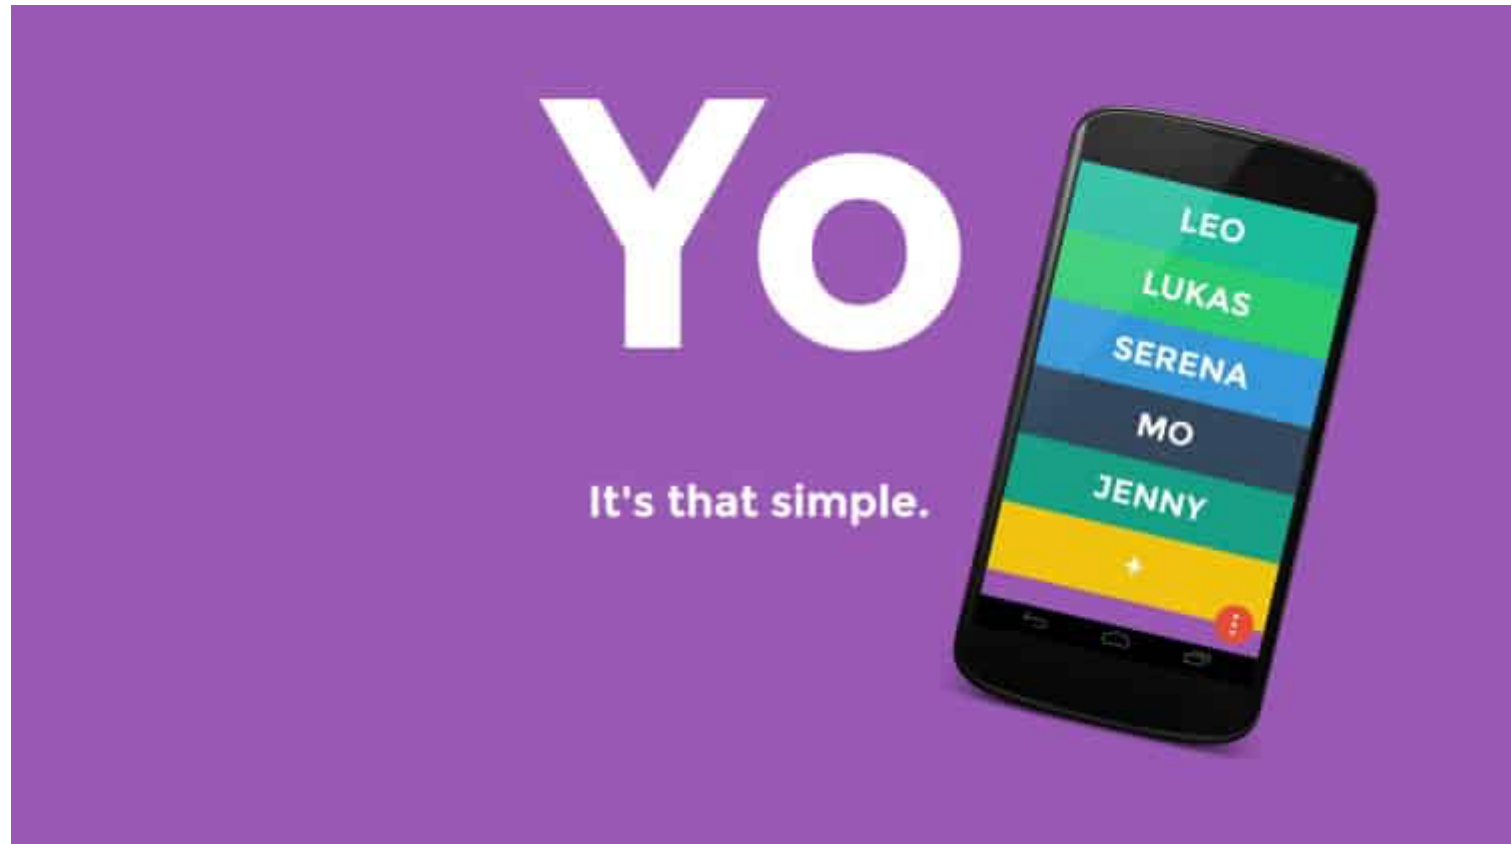 Yo
It's that simple.
LEO
LUKAS
SERENA
MO
JENNY
+